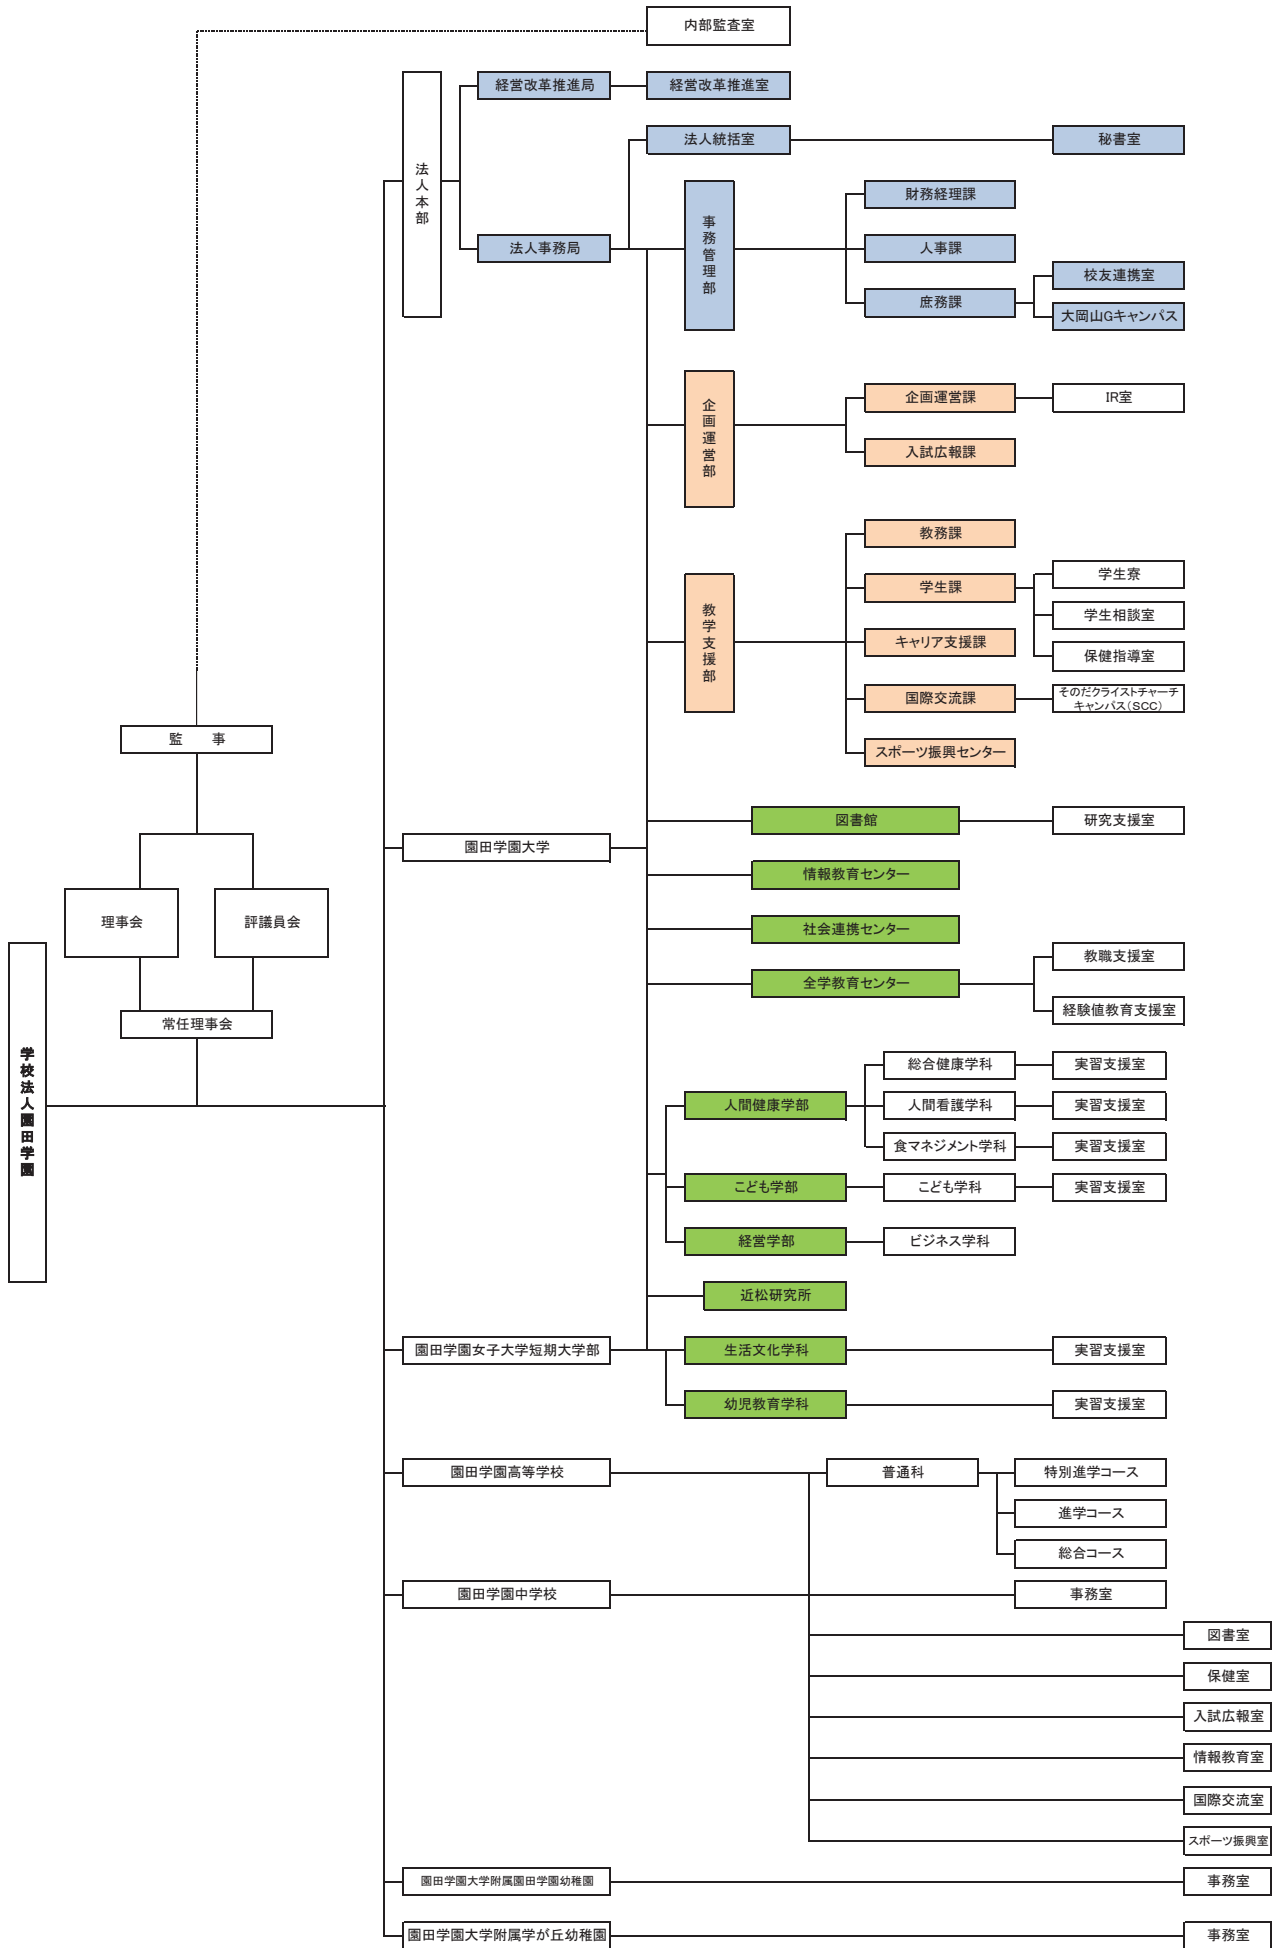 内部監査室
経営改革推進局
経営改革推進室
法人統括室
秘書室
法人本部
事務管理部
財務経理課
法人事務局
人事課
校友連携室
庶務課
大岡山Gキャンパス
企画運営部
企画運営課
IR室
入試広報課
教務課
学生寮
教学支援部
学生課
学生相談室
キャリア支援課
保健指導室
国際交流課
そのだクライストチャーチ
キャンパス(SCC)
監　事
スポーツ振興センター
図書館
研究支援室
園田学園大学
情報教育センター
理事会
評議員会
社会連携センター
教職支援室
全学教育センター
経験値教育支援室
常任理事会
学校法人園田学園
総合健康学科
実習支援室
人間健康学部
人間看護学科
実習支援室
食マネジメント学科
実習支援室
こども学部
こども学科
実習支援室
経営学部
ビジネス学科
近松研究所
園田学園女子大学短期大学部
生活文化学科
実習支援室
幼児教育学科
実習支援室
園田学園高等学校
普通科
特別進学コース
進学コース
総合コース
園田学園中学校
事務室
図書室
保健室
入試広報室
情報教育室
国際交流室
スポーツ振興室
園田学園大学附属園田学園幼稚園
事務室
園田学園大学附属学が丘幼稚園
事務室